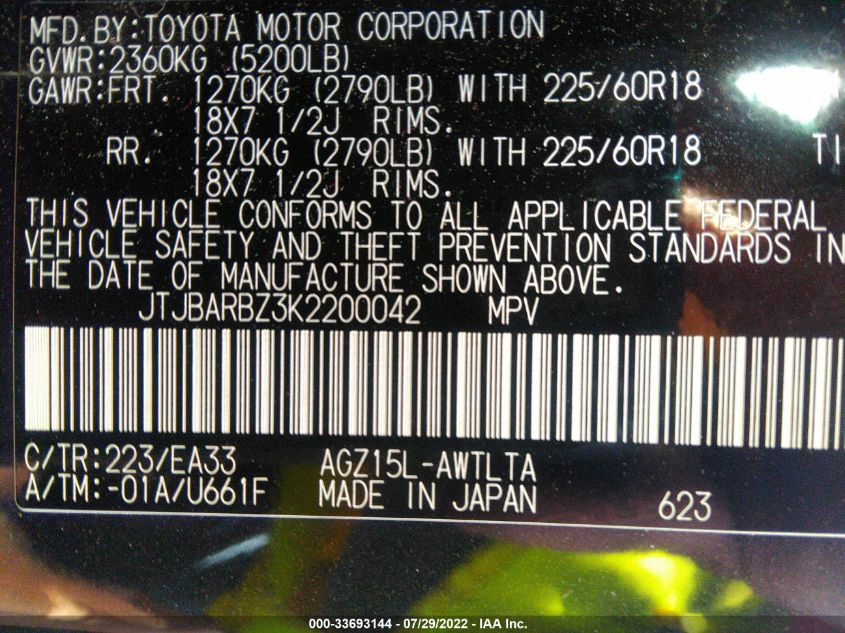 MFD.BY:TOYOTA MOTOR CORPORATION
GVWR:2360KG (5200LB)
GAWR:FRT. 1270KG (2790LB) WITH 225/60R18
18X7 1/2J RIMS.
RR. 1270KG (2790LB) WITH 225/60R18 TI
18X7 1/2J RIMS.
THIS VEHICLE CONFORMS TO ALL APPLICABLE FEDERAL
VEHICLE SAFETY AND THEFT PREVENTION STANDARDS IN
THE DATE OF MANUFACTURE SHOWN ABOVE.
JTJBARBZ3K2200042 MPV
C/TR:223/EA33 AGZ15L-AWTLTA
A/TM:-01A/U661F MADE IN JAPAN 623
000-33693144 - 07/29/2022 - IAA Inc.